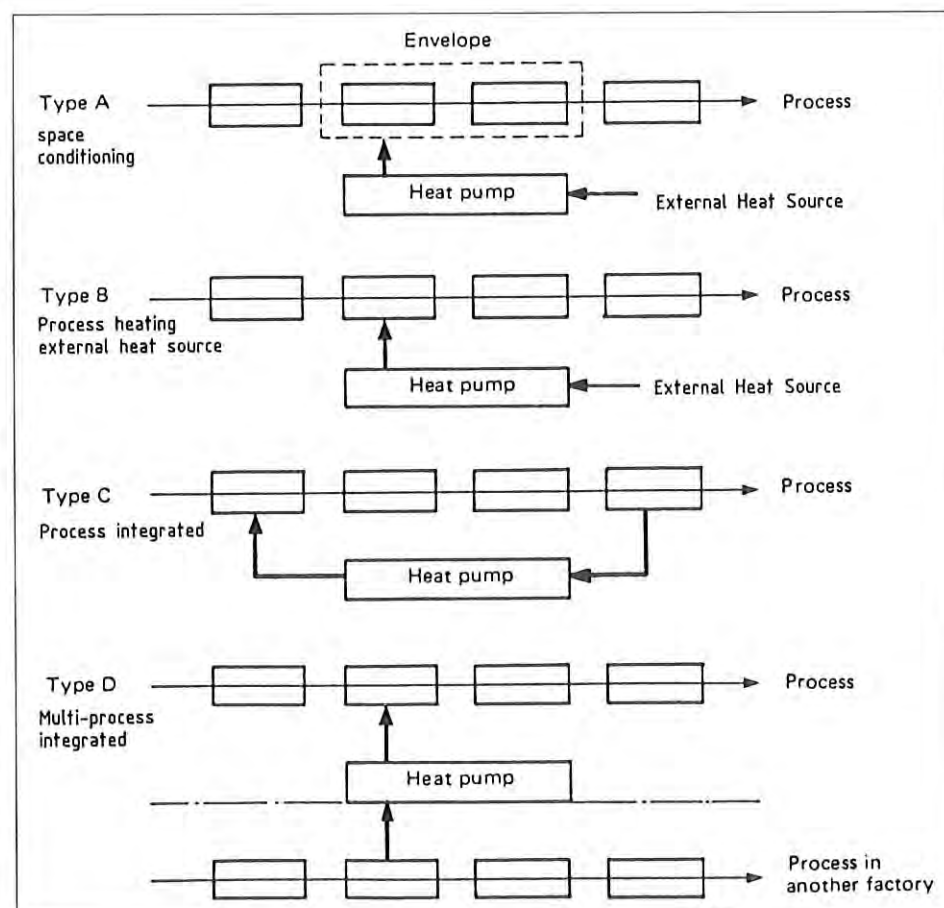 Envelope
Type A
Process
space
conditioning
Heat pump
External Heat Source
Type B
Process
Process heating
external heat source
Heat pump
External Heat Source
Type C
Process
Process integrated
Heat pump
Type D
Process
Multi-process
integrated
Heat pump
Process in
another factory